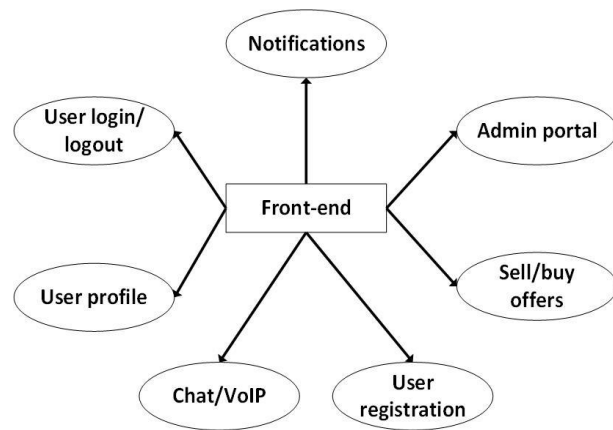 Notifications
User login/
logout
Admin portal
Front-end
User profile
Sell/buy
offers
Chat/VoIP
User
registration